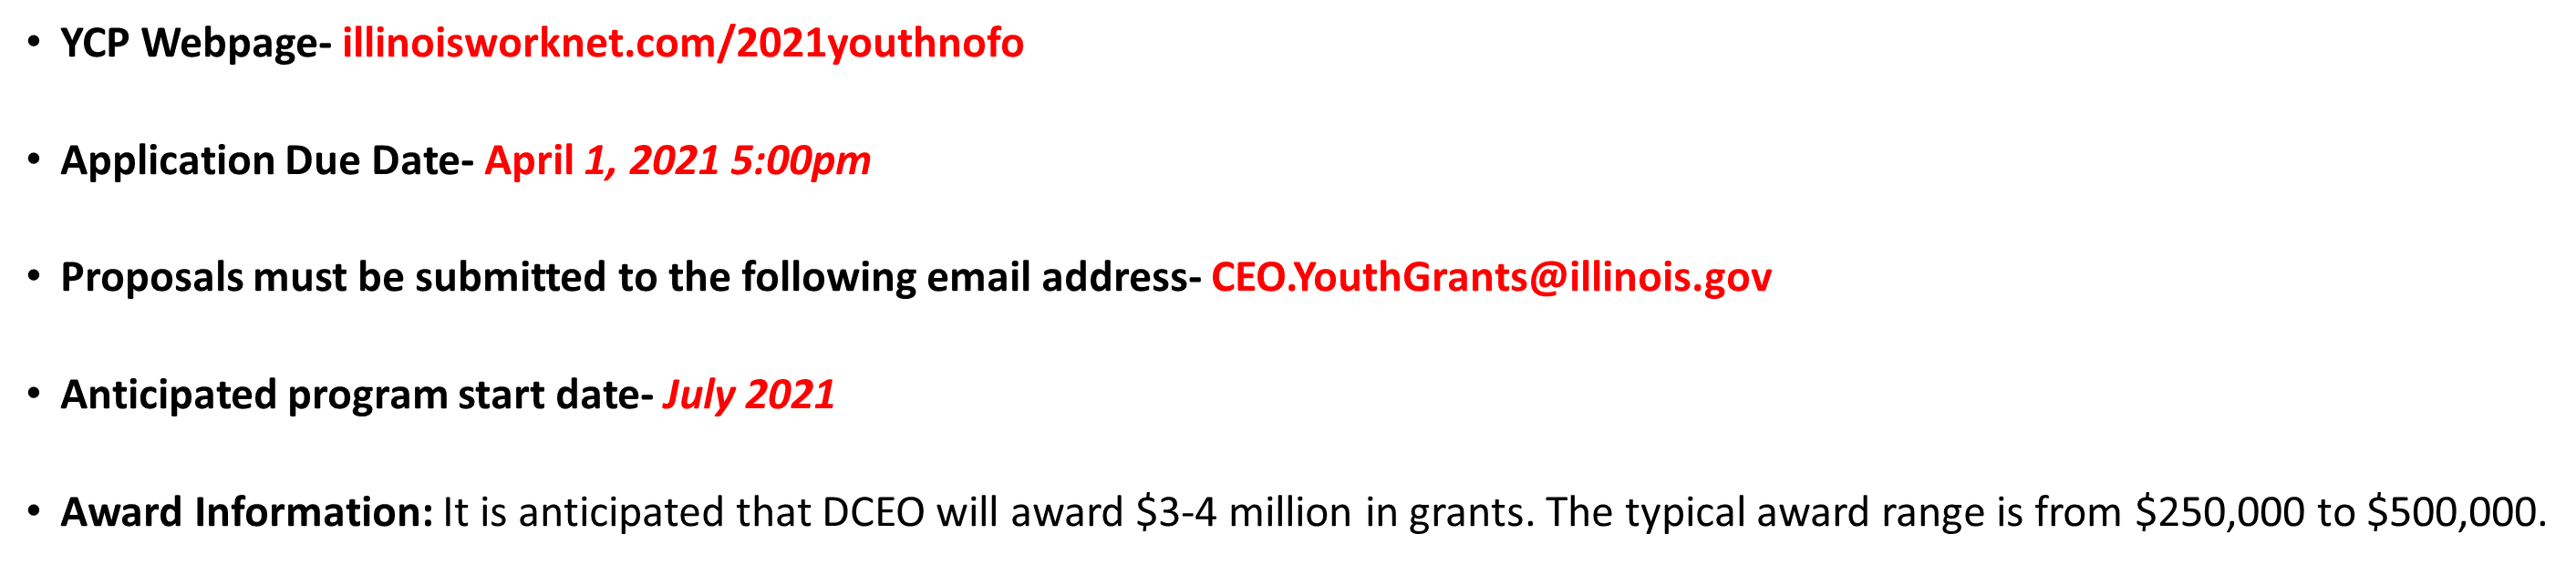 • YCP Webpage- illinoisworknet.com/2021youthnofo
• Application Due Date- April 1, 2021 5:00pm
• Proposals must be submitted to the following email address- CEO.YouthGrants@illinois.gov
• Anticipated program start date- July 2021
• Award Information: It is anticipated that DCEO will award $3-4 million in grants. The typical award range is from $250,000 to $500,000.